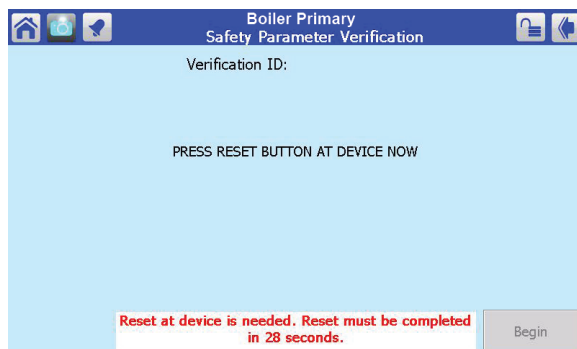 Boiler Primary
Safety Parameter Verification
Verification ID:
PRESS RESET BUTTON AT DEVICE NOW
Reset at device is needed. Reset must be completed
in 28 seconds.
Begin